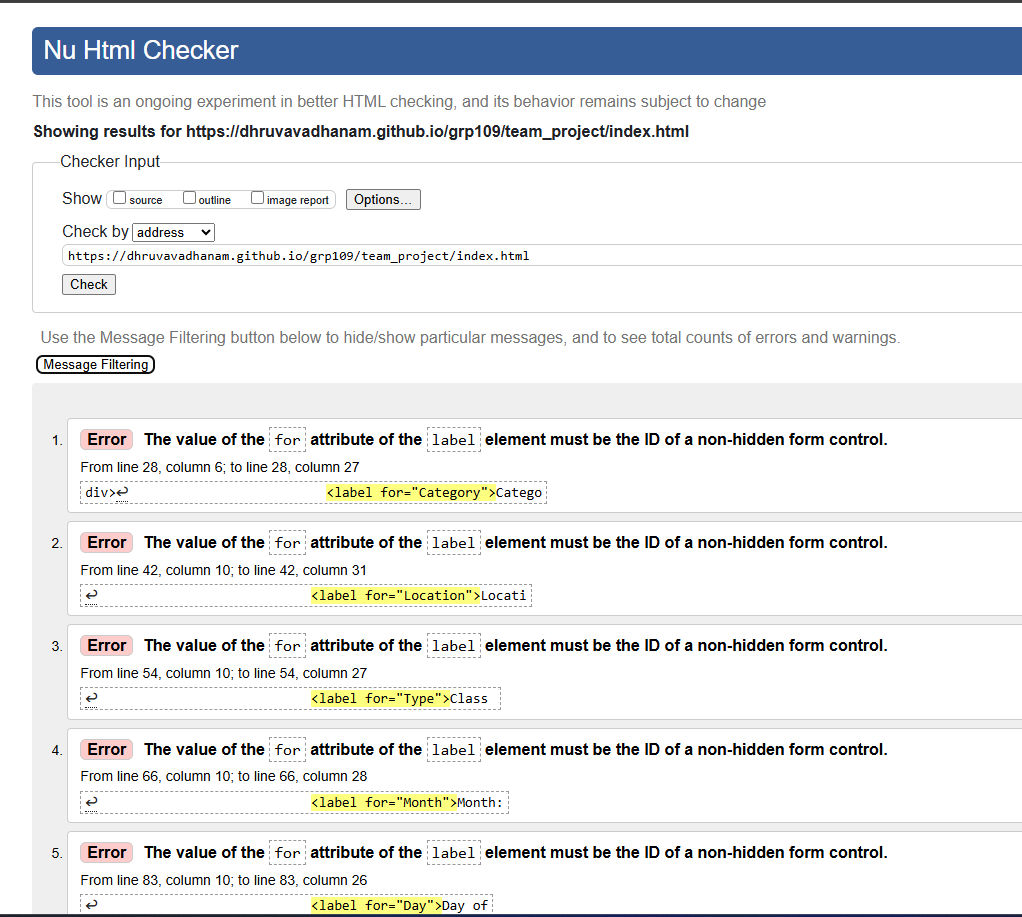 Nu Html Checker
This tool is an ongoing experiment in better HTML checking, and its behavior remains subject to change
Showing results for https://dhruvavadhanam.github.io/grp109/team_project/index.html
Checker Input
Show source outline image report Options...
Check by address
https://dhruvavadhanam.github.io/grp109/team_project/index.html
Check
Use the Message Filtering button below to hide/show particular messages, and to see total counts of errors and warnings.
Message Filtering
1. Error The value of the for attribute of the label element must be the ID of a non-hidden form control.
From line 28, column 6; to line 28, column 27
div>↩ <label for="Category">Catego
2. Error The value of the for attribute of the label element must be the ID of a non-hidden form control.
From line 42, column 10; to line 42, column 31
↩ <label for="Location">Locati
3. Error The value of the for attribute of the label element must be the ID of a non-hidden form control.
From line 54, column 10; to line 54, column 27
↩ <label for="Type">Class
4. Error The value of the for attribute of the label element must be the ID of a non-hidden form control.
From line 66, column 10; to line 66, column 28
↩ <label for="Month">Month:
5. Error The value of the for attribute of the label element must be the ID of a non-hidden form control.
From line 83, column 10; to line 83, column 26
↩ <label for="Day">Day of